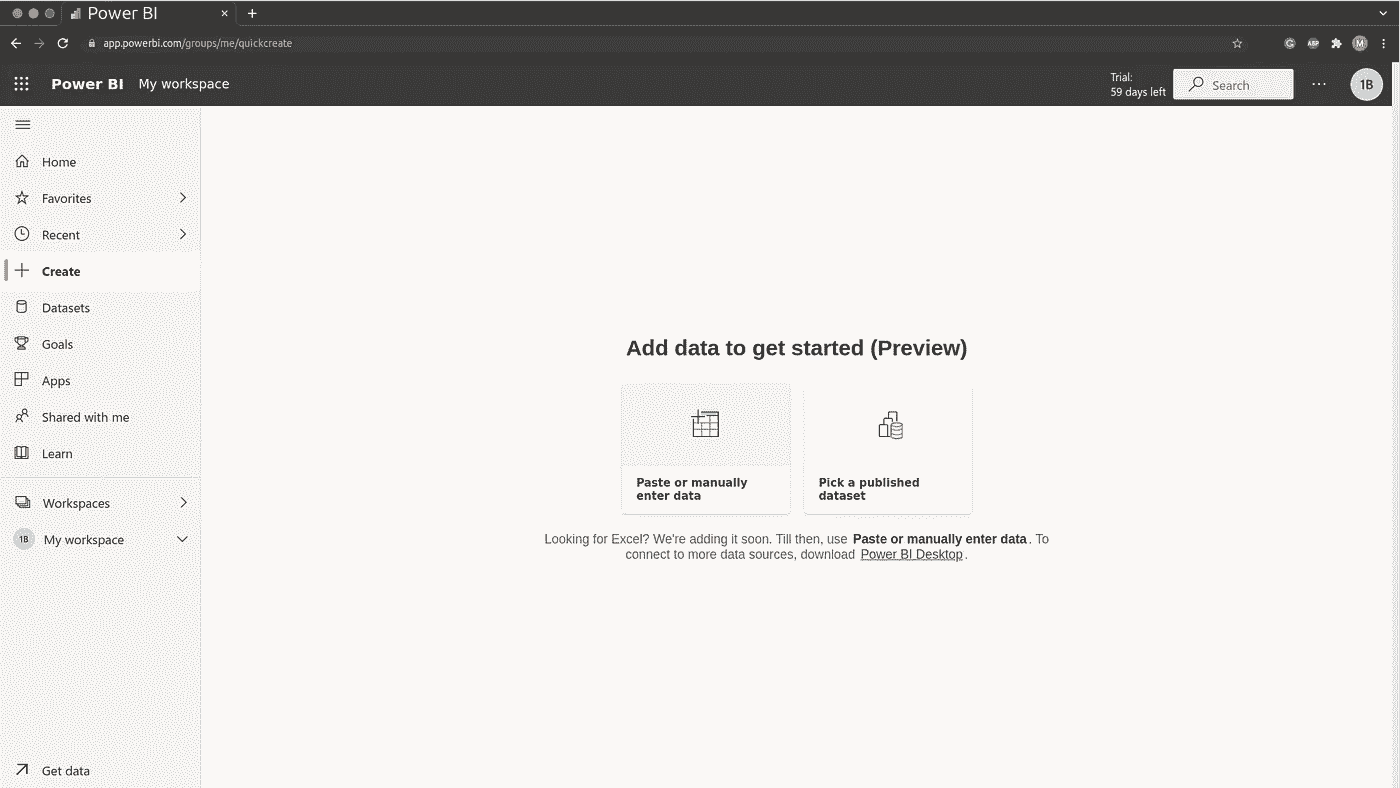 Power BI
app.powerbi.com/groups/me/quickcreate
ABP
M
Power BI My workspace
Trial:
59 days left
Search
1B
Home
Favorites
Recent
Create
Datasets
Goals
Apps
Shared with me
Learn
Workspaces
1B My workspace
Get data
Add data to get started (Preview)
Paste or manually
enter data
Pick a published
dataset
Looking for Excel? We're adding it soon. Till then, use Paste or manually enter data. To
connect to more data sources, download Power BI Desktop.